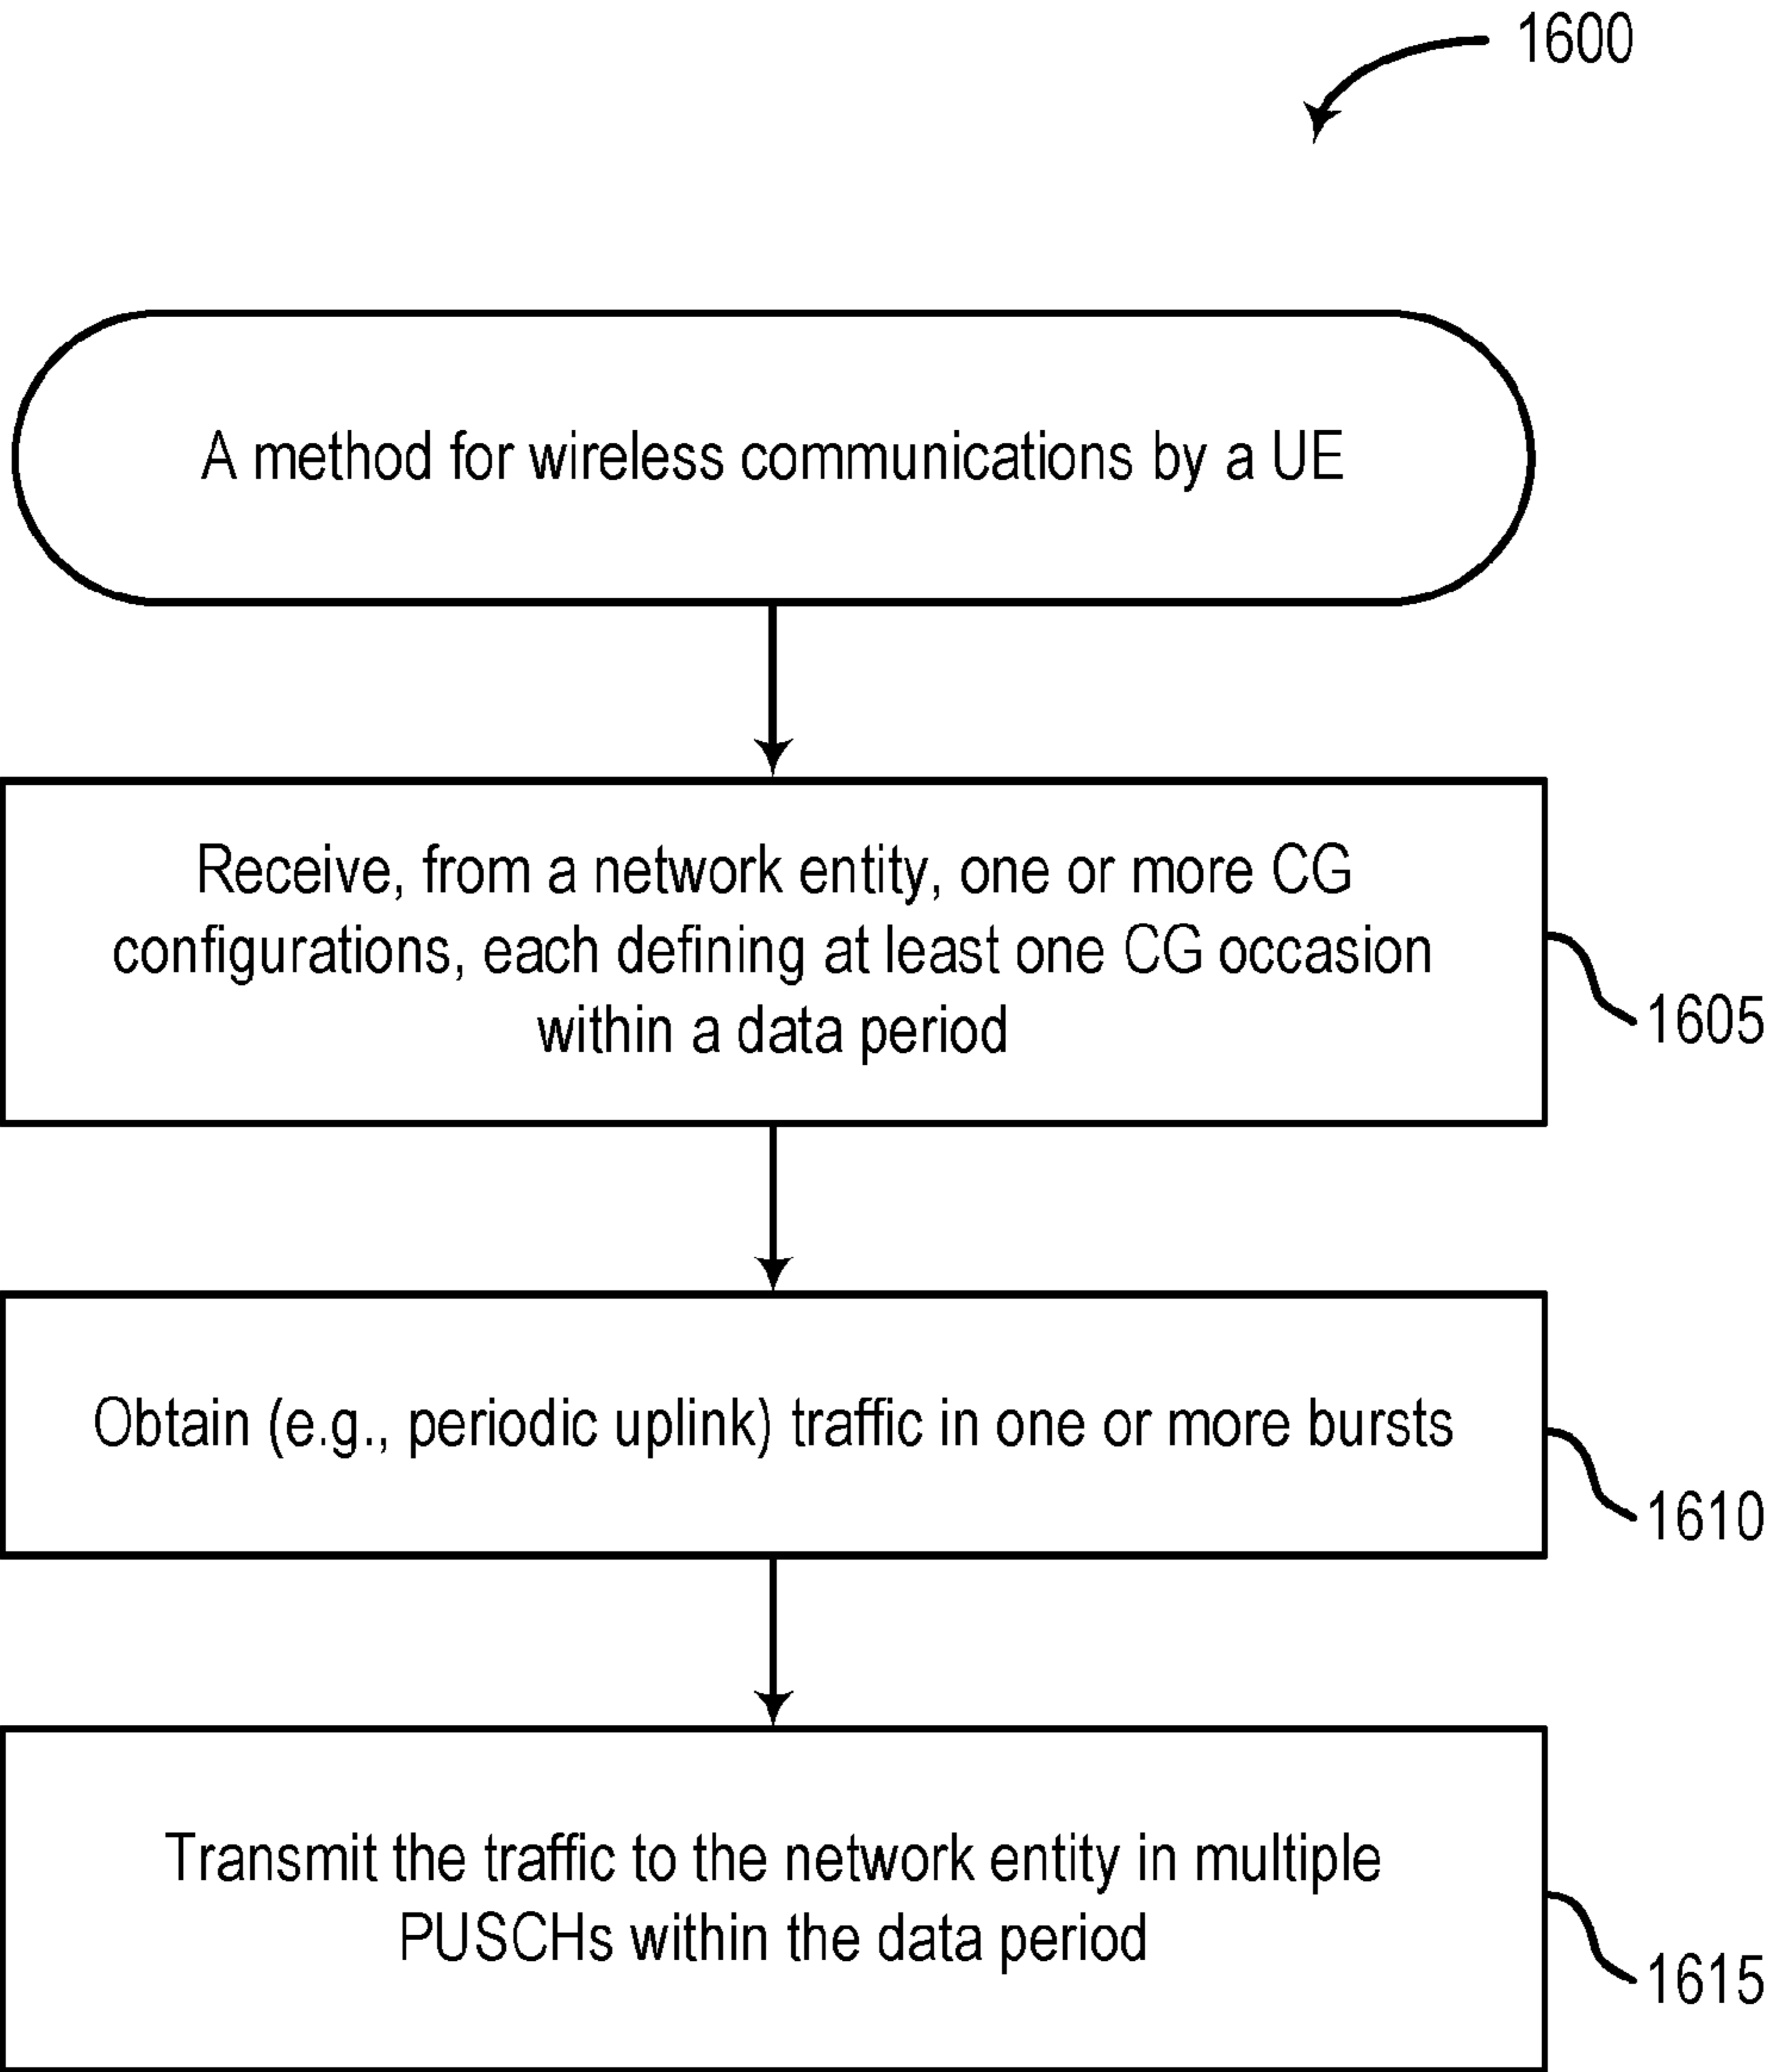 1600
A method for wireless communications by a UE
Receive, from a network entity, one or more CG
configurations, each defining at least one CG occasion
within a data period
1605
Obtain (e.g., periodic uplink) traffic in one or more bursts
1610
Transmit the traffic to the network entity in multiple
PUSCHs within the data period
1615